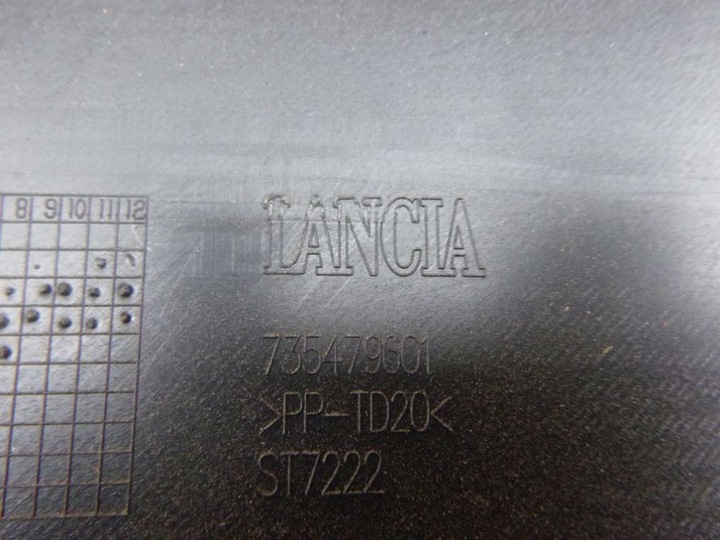 8 9 10 11 12
LANCIA
735479601
>PP-TD20<
ST7222